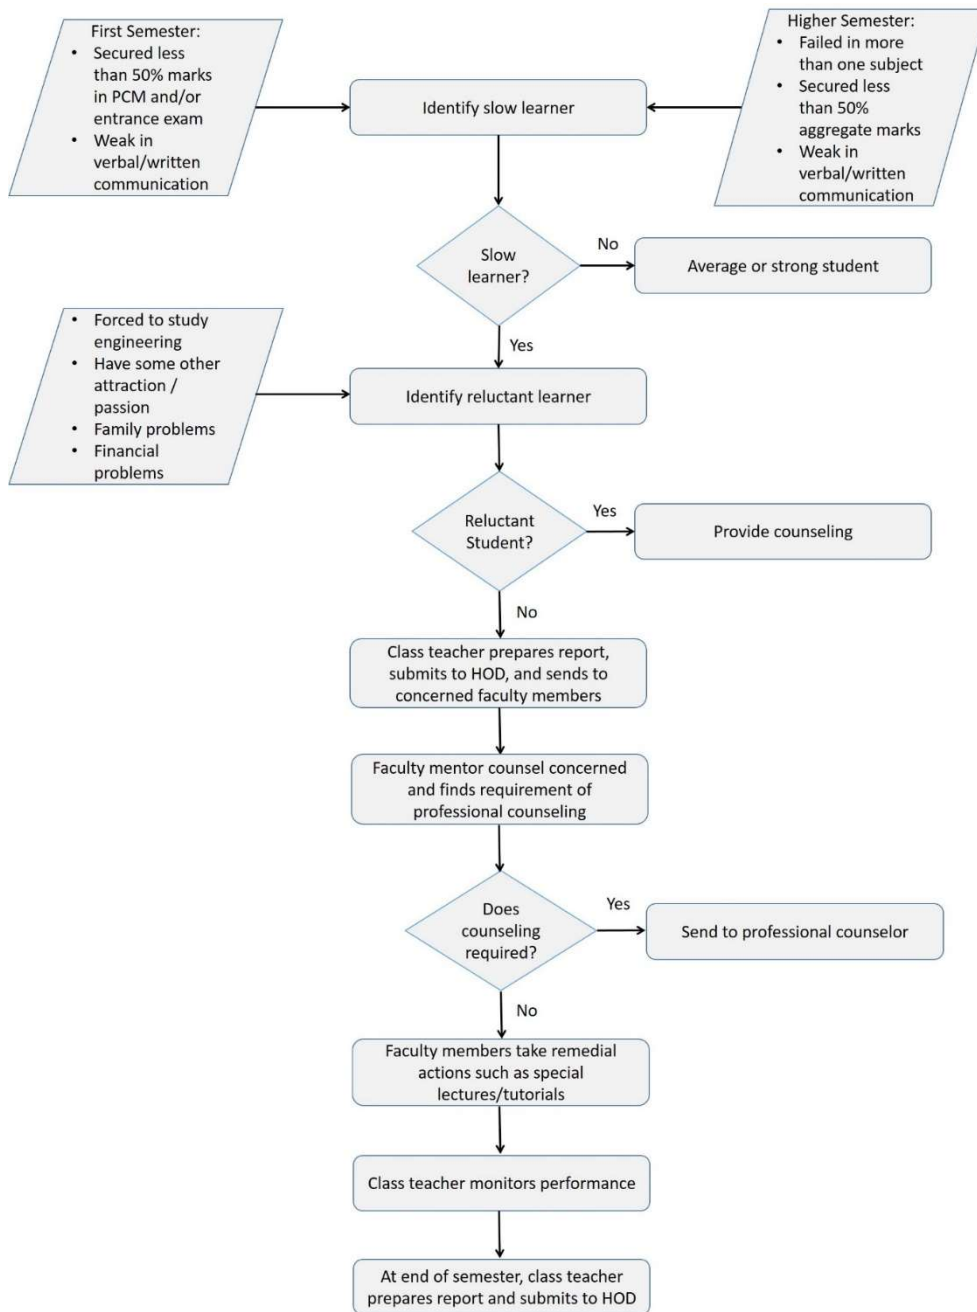 First Semester:
• Secured less
than 50% marks
in PCM and/or
entrance exam
• Weak in
verbal/written
communication
Identify slow learner
Higher Semester:
• Failed in more
than one subject
• Secured less
than 50%
aggregate marks
• Weak in
verbal/written
communication
Slow
learner?
No
Average or strong student
Yes
• Forced to study
engineering
• Have some other
attraction /
passion
• Family problems
• Financial
problems
Identify reluctant learner
Reluctant
Student?
Yes
Provide counseling
No
Class teacher prepares report,
submits to HOD, and sends to
concerned faculty members
Faculty mentor counsel concerned
and finds requirement of
professional counseling
Does
counseling
required?
Yes
Send to professional counselor
No
Faculty members take remedial
actions such as special
lectures/tutorials
Class teacher monitors performance
At end of semester, class teacher
prepares report and submits to HOD